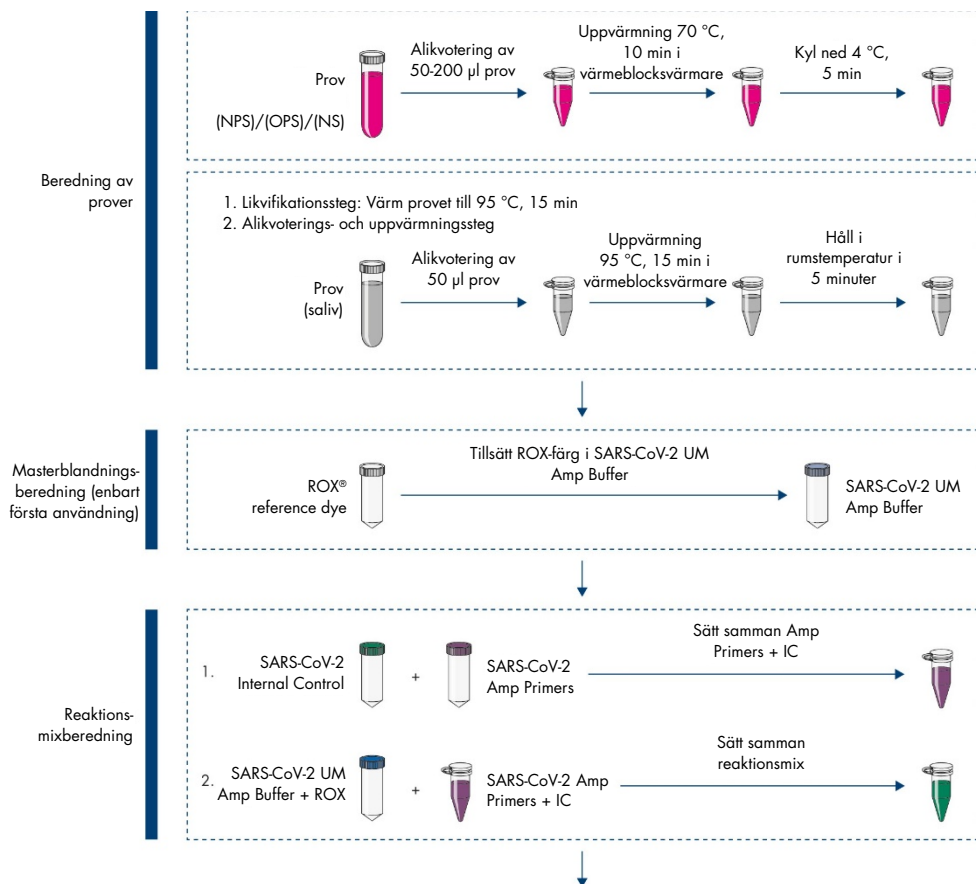 Beredning av
prover
Prov
(NPS)/(OPS)/(NS)
Alikvotering av
50-200 µl prov
Uppvärmning 70 °C,
10 min i
värmeblocksvärmare
Kyl ned 4 °C,
5 min
1. Likvifikationssteg: Värm provet till 95 °C, 15 min
2. Alikvoterings- och uppvärmningssteg
Prov
(saliv)
Alikvotering av
50 µl prov
Uppvärmning
95 °C, 15 min i
värmeblocksvärmare
Håll i
rumstemperatur i
5 minuter
Masterblandnings-
beredning (enbart
första användning)
ROX®
reference dye
Tillsätt ROX-färg i SARS-CoV-2 UM
Amp Buffer
SARS-CoV-2 UM
Amp Buffer
Reaktions-
mixberedning
1.
SARS-CoV-2
Internal Control
+
SARS-CoV-2
Amp Primers
Sätt samman Amp
Primers + IC
2.
SARS-CoV-2 UM
Amp Buffer + ROX
+
SARS-CoV-2 Amp
Primers + IC
Sätt samman
reaktionsmix